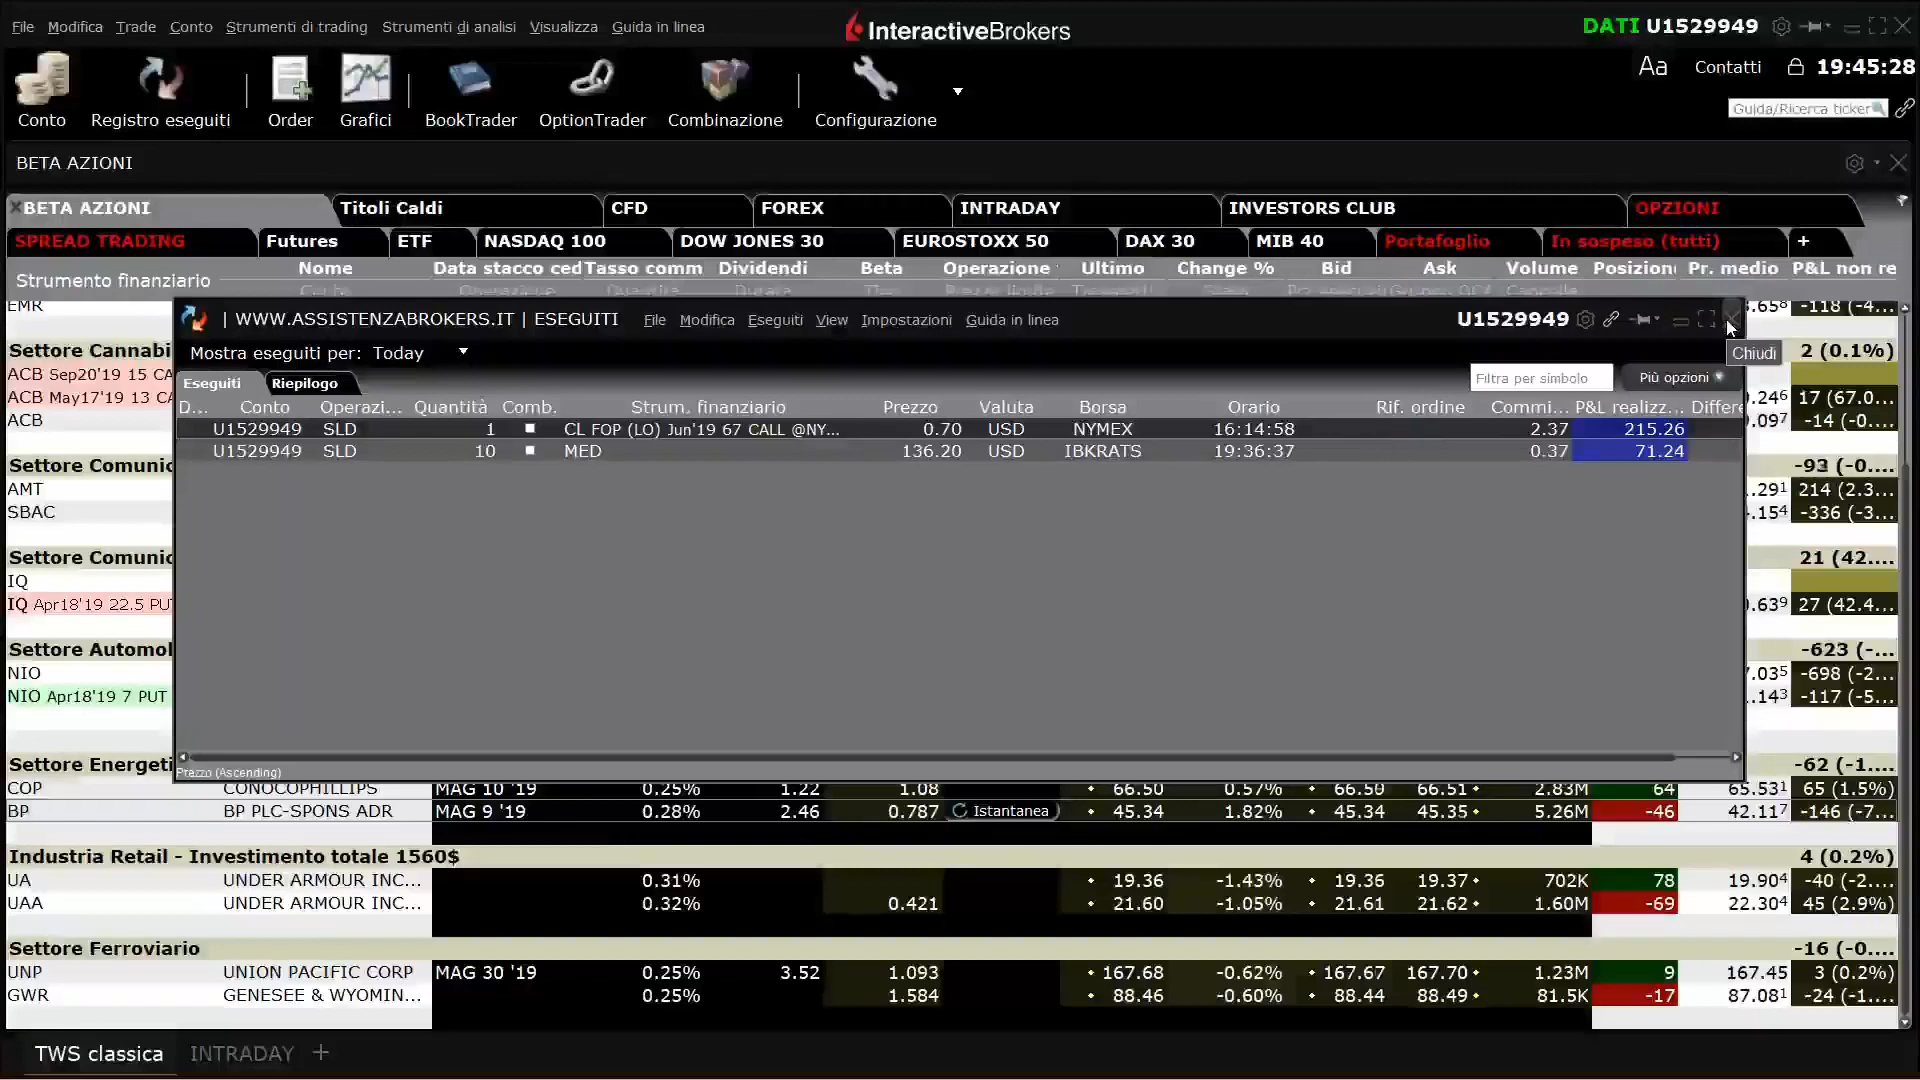 File Modifica Trade Conto Strumenti di trading Strumenti di analisi Visualizza Guida in linea InteractiveBrokers DATI U1529949
Aa Contatti 19:45:28
Conto Registro eseguiti Order Grafici BookTrader OptionTrader Combinazione Configurazione
Guida/Ricerca ticker
BETA AZIONI
BETA AZIONI Titoli Caldi CFD FOREX INTRADAY INVESTORS CLUB OPZIONI
SPREAD TRADING Futures ETF NASDAQ 100 DOW JONES 30 EUROSTOXX 50 DAX 30 MIB 40 Portafoglio In sospeso (tutti) +
Strumento finanziario Nome Data stacco ced Tasso comm Dividendi Beta Operazione Ultimo Change % Bid Ask Volume Posizion Pr. medio P&L non re
EMR .65⁸ -118 (-4...
| WWW.ASSISTENZABROKERS.IT | ESEGUITI File Modifica Eseguiti View Impostazioni Guida in linea U1529949
Mostra eseguiti per: Today
Chiudi
Eseguiti Riepilogo Filtra per simbolo Più opzioni
D... Conto Operazi... Quantità Comb. Strum. finanziario Prezzo Valuta Borsa Orario Rif. ordine Commi... P&L realizz... Differe
U1529949 SLD 1 CL FOP (LO) Jun'19 67 CALL @NY... 0.70 USD NYMEX 16:14:58 2.37 215.26
U1529949 SLD 10 MED 136.20 USD IBKRATS 19:36:37 0.37 71.24
Prezzo (Ascending)
Settore Cannabi 2 (0.1%)
ACB Sep20'19 15 CA
ACB May17'19 13 CA .24⁶ 17 (67.0...
ACB .09⁷ -14 (-0....
Settore Comunic -93 (-0....
AMT .29¹ 214 (2.3...
SBAC .15⁴ -336 (-3...
Settore Comunic 21 (42....
IQ
IQ Apr18'19 22.5 PU .63⁹ 27 (42.4...
Settore Automol -623 (-...
NIO .03⁵ -698 (-2...
NIO Apr18'19 7 PUT .14³ -117 (-5...
Settore Energeti -62 (-1....
COP CONOCOPHILLIPS MAG 10 '19 0.25% 1.22 1.08 66.50 0.57% 66.50 66.51 2.83M 64 65.53¹ 65 (1.5%)
BP BP PLC-SPONS ADR MAG 9 '19 0.28% 2.46 0.787 Istantanea 45.34 1.82% 45.34 45.35 5.26M -46 42.11⁷ -146 (-7...
Industria Retail - Investimento totale 1560$ 4 (0.2%)
UA UNDER ARMOUR INC... 0.31% 19.36 -1.43% 19.36 19.37 702K 78 19.90⁴ -40 (-2....
UAA UNDER ARMOUR INC... 0.32% 0.421 21.60 -1.05% 21.61 21.62 1.60M -69 22.30⁴ 45 (2.9%)
Settore Ferroviario -16 (-0....
UNP UNION PACIFIC CORP MAG 30 '19 0.25% 3.52 1.093 167.68 -0.62% 167.67 167.70 1.23M 9 167.45 3 (0.2%)
GWR GENESEE & WYOMIN... 0.25% 1.584 88.46 -0.60% 88.44 88.49 81.5K -17 87.08¹ -24 (-1....
TWS classica INTRADAY +